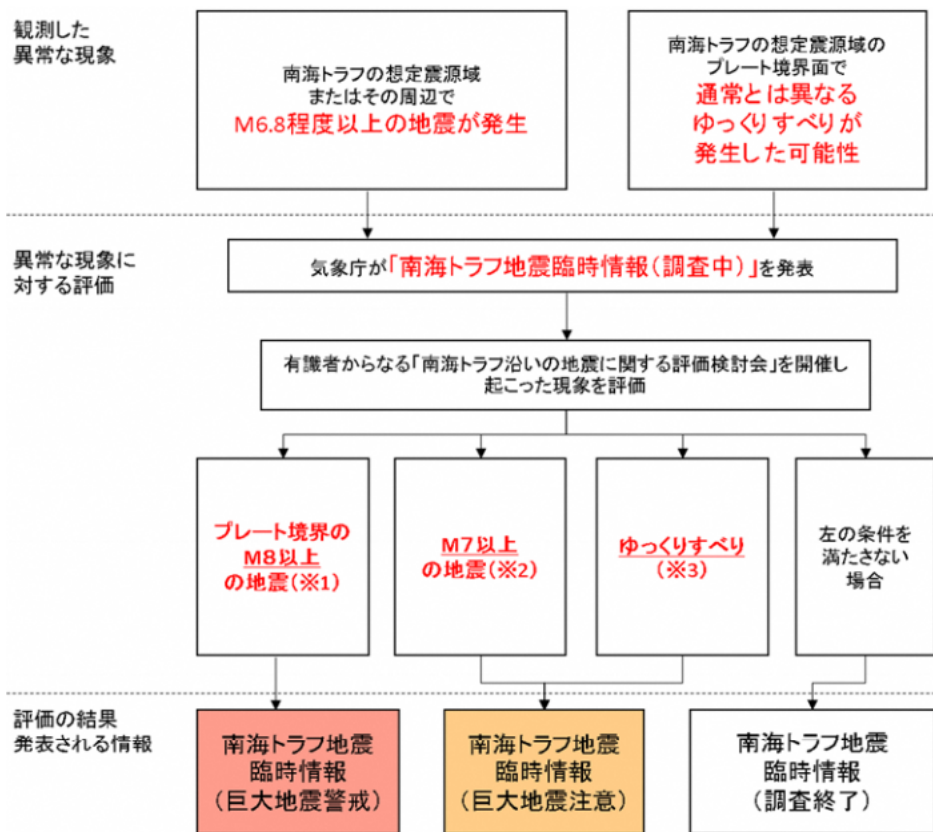 観測した
異常な現象
南海トラフの想定震源域
またはその周辺で
M6.8程度以上の地震が発生
南海トラフの想定震源域の
プレート境界面で
通常とは異なる
ゆっくりすべりが
発生した可能性
異常な現象に
対する評価
気象庁が「南海トラフ地震臨時情報(調査中)」を発表
有識者からなる「南海トラフ沿いの地震に関する評価検討会」を開催し
起こった現象を評価
プレート境界の
M8以上
の地震(※1)
M7以上
の地震(※2)
ゆっくりすべり
(※3)
左の条件を
満たさない
場合
評価の結果
発表される情報
南海トラフ地震
臨時情報
(巨大地震警戒)
南海トラフ地震
臨時情報
(巨大地震注意)
南海トラフ地震
臨時情報
(調査終了)